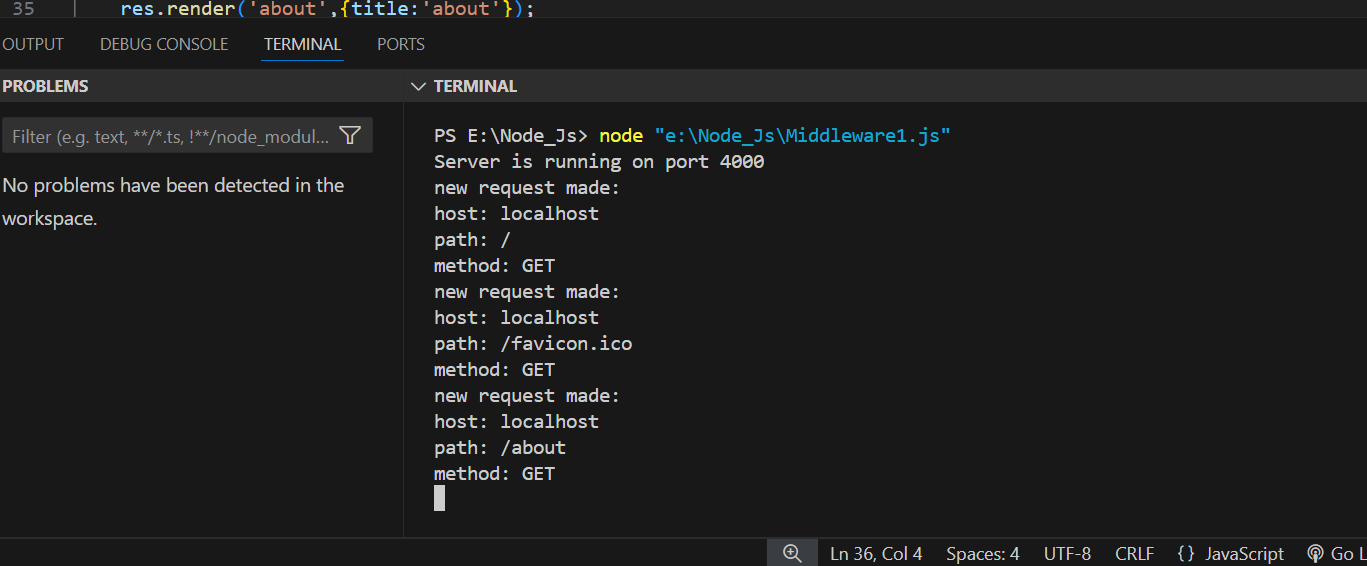 35 res.render('about',{title:'about'});
OUTPUT DEBUG CONSOLE TERMINAL PORTS
PROBLEMS
Filter (e.g. text, **/*.ts, !**/node_modul...
No problems have been detected in the
workspace.
TERMINAL
PS E:\Node_Js> node "e:\Node_Js\Middleware1.js"
Server is running on port 4000
new request made:
host: localhost
path: /
method: GET
new request made:
host: localhost
path: /favicon.ico
method: GET
new request made:
host: localhost
path: /about
method: GET
Ln 36, Col 4 Spaces: 4 UTF-8 CRLF {} JavaScript Go L